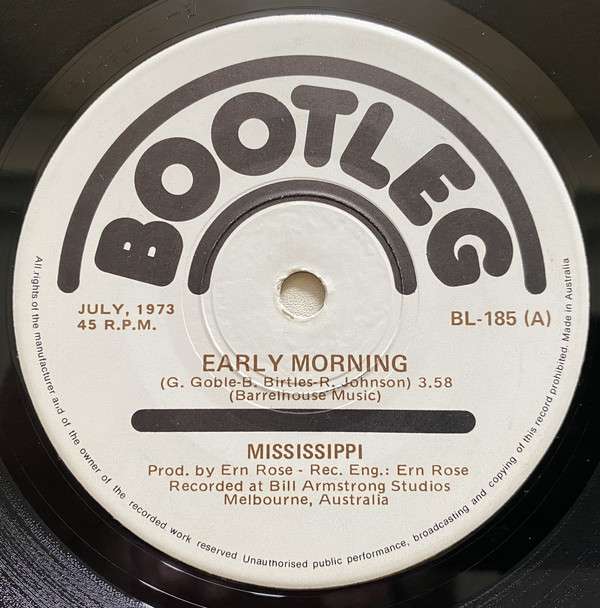 BOOTLEG
JULY, 1973
45 R.P.M.
BL-185 (A)
EARLY MORNING
(G. Goble-B. Birtles-R. Johnson) 3.58
(Barrelhouse Music)
MISSISSIPPI
Prod. by Ern Rose - Rec. Eng.: Ern Rose
Recorded at Bill Armstrong Studios
Melbourne, Australia
All rights of the manufacturer and of the owner of the recorded work reserved Unauthorised public performance, broadcasting and copying of this record prohibited. Made in Australia